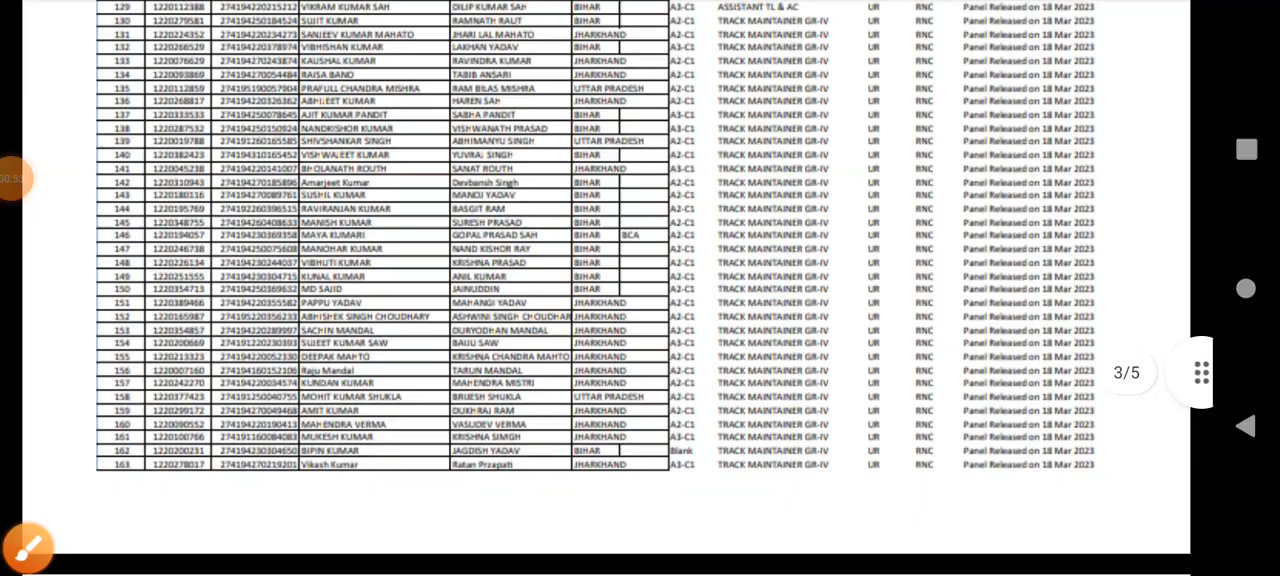 129 1220112388 274194220215212 VIKRAM KUMAR SAH DILIP KUMAR SAH BIHAR A3-C1 ASSISTANT TL & AC UR RNC Panel Released on 18 Mar 2023
130 1220279581 274194250184524 SUJIT KUMAR RAMNATH RAUT BIHAR A2-C1 TRACK MAINTAINER GR-IV UR RNC Panel Released on 18 Mar 2023
131 1220224352 274194220234273 SANJEEV KUMAR MAHATO JHARI LAL MAHATO JHARKHAND A2-C1 TRACK MAINTAINER GR-IV UR RNC Panel Released on 18 Mar 2023
132 1220266529 274194220378974 VIBHISHAN KUMAR LAKHAN YADAV BIHAR A3-C1 TRACK MAINTAINER GR-IV UR RNC Panel Released on 18 Mar 2023
133 1220076629 274194270243874 KAUSHAL KUMAR RAVINDRA KUMAR JHARKHAND A2-C1 TRACK MAINTAINER GR-IV UR RNC Panel Released on 18 Mar 2023
134 1220093869 274194270054484 RAISA BANO TABIB ANSARI JHARKHAND A2-C1 TRACK MAINTAINER GR-IV UR RNC Panel Released on 18 Mar 2023
135 1220112859 274195190057904 PRAFULL CHANDRA MISHRA RAM BILAS MISHRA UTTAR PRADESH A2-C1 TRACK MAINTAINER GR-IV UR RNC Panel Released on 18 Mar 2023
136 1220268817 274194220326362 ABHIJEET KUMAR HAREN SAH JHARKHAND A2-C1 TRACK MAINTAINER GR-IV UR RNC Panel Released on 18 Mar 2023
137 1220333533 274194250078645 AJIT KUMAR PANDIT SABHA PANDIT BIHAR A3-C1 TRACK MAINTAINER GR-IV UR RNC Panel Released on 18 Mar 2023
138 1220287532 274194250150924 NANDKISHOR KUMAR VISHWANATH PRASAD BIHAR A3-C1 TRACK MAINTAINER GR-IV UR RNC Panel Released on 18 Mar 2023
139 1220019788 274191260165585 SHIVSHANKAR SINGH ABHIMANYU SINGH UTTAR PRADESH A2-C1 TRACK MAINTAINER GR-IV UR RNC Panel Released on 18 Mar 2023
140 1220382423 274194310165452 VISHWAJEET KUMAR YUVRAJ SINGH BIHAR A2-C1 TRACK MAINTAINER GR-IV UR RNC Panel Released on 18 Mar 2023
141 1220045238 274194220141007 BHOLANATH ROUTH SANAT ROUTH JHARKHAND A3-C1 TRACK MAINTAINER GR-IV UR RNC Panel Released on 18 Mar 2023
142 1220310943 274194270185896 Amarjeet Kumar Devbansh Singh BIHAR A2-C1 TRACK MAINTAINER GR-IV UR RNC Panel Released on 18 Mar 2023
143 1220180116 274194270089761 SUSHIL KUMAR MANOJ YADAV BIHAR A2-C1 TRACK MAINTAINER GR-IV UR RNC Panel Released on 18 Mar 2023
144 1220195769 274192260396515 RAVIRANJAN KUMAR BASGIT RAM BIHAR A2-C1 TRACK MAINTAINER GR-IV UR RNC Panel Released on 18 Mar 2023
145 1220348755 274191260408633 MANISH KUMAR SURESH PRASAD BIHAR A2-C1 TRACK MAINTAINER GR-IV UR RNC Panel Released on 18 Mar 2023
146 1220194057 274194230369358 MAYA KUMARI GOPAL PRASAD SAH BIHAR BCA A2-C1 TRACK MAINTAINER GR-IV UR RNC Panel Released on 18 Mar 2023
147 1220246738 274194250075608 MANOHAR KUMAR NAND KISHOR RAY BIHAR A2-C1 TRACK MAINTAINER GR-IV UR RNC Panel Released on 18 Mar 2023
148 1220226134 274194230244037 VIBHUTI KUMAR KRISHNA PRASAD BIHAR A2-C1 TRACK MAINTAINER GR-IV UR RNC Panel Released on 18 Mar 2023
149 1220251555 274194230304715 KUNAL KUMAR ANIL KUMAR BIHAR A2-C1 TRACK MAINTAINER GR-IV UR RNC Panel Released on 18 Mar 2023
150 1220354713 274194250369632 MD SAJID JAINUDDIN BIHAR A2-C1 TRACK MAINTAINER GR-IV UR RNC Panel Released on 18 Mar 2023
151 1220389466 274194220355582 PAPPU YADAV MAHANGI YADAV JHARKHAND A2-C1 TRACK MAINTAINER GR-IV UR RNC Panel Released on 18 Mar 2023
152 1220165987 274195220356233 ABHISHEK SINGH CHOUDHARY ASHWINI SINGH CHOUDHAR JHARKHAND A2-C1 TRACK MAINTAINER GR-IV UR RNC Panel Released on 18 Mar 2023
153 1220354857 274194220289997 SACHIN MANDAL DURYODHAN MANDAL JHARKHAND A2-C1 TRACK MAINTAINER GR-IV UR RNC Panel Released on 18 Mar 2023
154 1220200669 274191220230393 SUJEET KUMAR SAW BAIJU SAW JHARKHAND A3-C1 TRACK MAINTAINER GR-IV UR RNC Panel Released on 18 Mar 2023
155 1220213323 274194220052330 DEEPAK MAHTO KRISHNA CHANDRA MAHTO JHARKHAND A2-C1 TRACK MAINTAINER GR-IV UR RNC Panel Released on 18 Mar 2023
156 1220007160 274194160152106 Raju Mandal TARUN MANDAL JHARKHAND A2-C1 TRACK MAINTAINER GR-IV UR RNC Panel Released on 18 Mar 2023
157 1220242270 274194220034574 KUNDAN KUMAR MAHENDRA MISTRI JHARKHAND A2-C1 TRACK MAINTAINER GR-IV UR RNC Panel Released on 18 Mar 2023
158 1220377423 274191250040755 MOHIT KUMAR SHUKLA BRIJESH SHUKLA UTTAR PRADESH A2-C1 TRACK MAINTAINER GR-IV UR RNC Panel Released on 18 Mar 2023
159 1220299172 274194270049468 AMIT KUMAR DUKHRAJ RAM JHARKHAND A2-C1 TRACK MAINTAINER GR-IV UR RNC Panel Released on 18 Mar 2023
160 1220090552 274194220190413 MAHENDRA VERMA VASUDEV VERMA JHARKHAND A2-C1 TRACK MAINTAINER GR-IV UR RNC Panel Released on 18 Mar 2023
161 1220100766 274191160084083 MUKESH KUMAR KRISHNA SIMGH JHARKHAND A3-C1 TRACK MAINTAINER GR-IV UR RNC Panel Released on 18 Mar 2023
162 1220200231 274194230304650 BIPIN KUMAR JAGDISH YADAV BIHAR Blank TRACK MAINTAINER GR-IV UR RNC Panel Released on 18 Mar 2023
163 1220278017 274194270219201 Vikash Kumar Ratan Przapati JHARKHAND A3-C1 TRACK MAINTAINER GR-IV UR RNC Panel Released on 18 Mar 2023
00:53
3/5